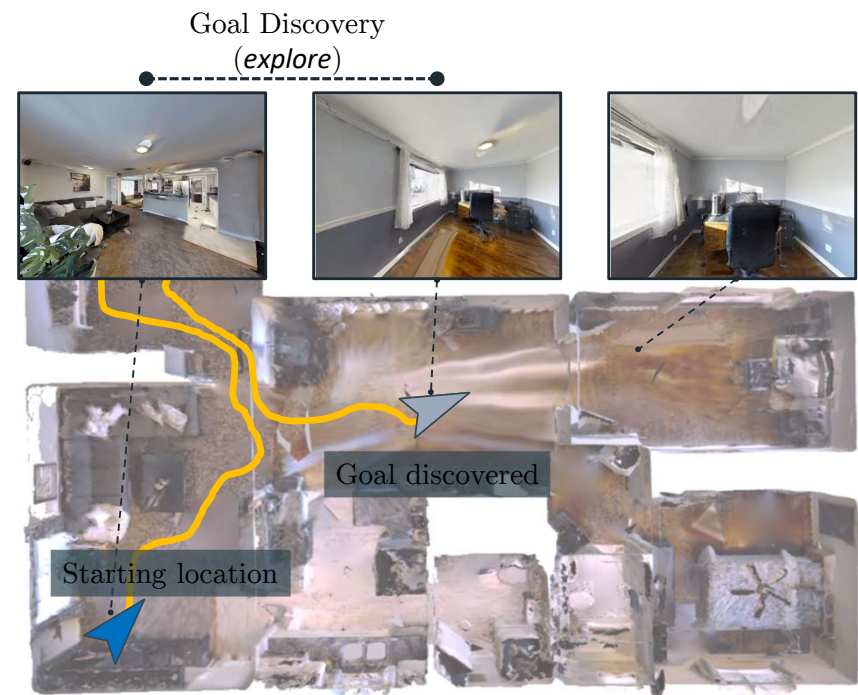 Goal Discovery
(explore)
Goal discovered
Starting location